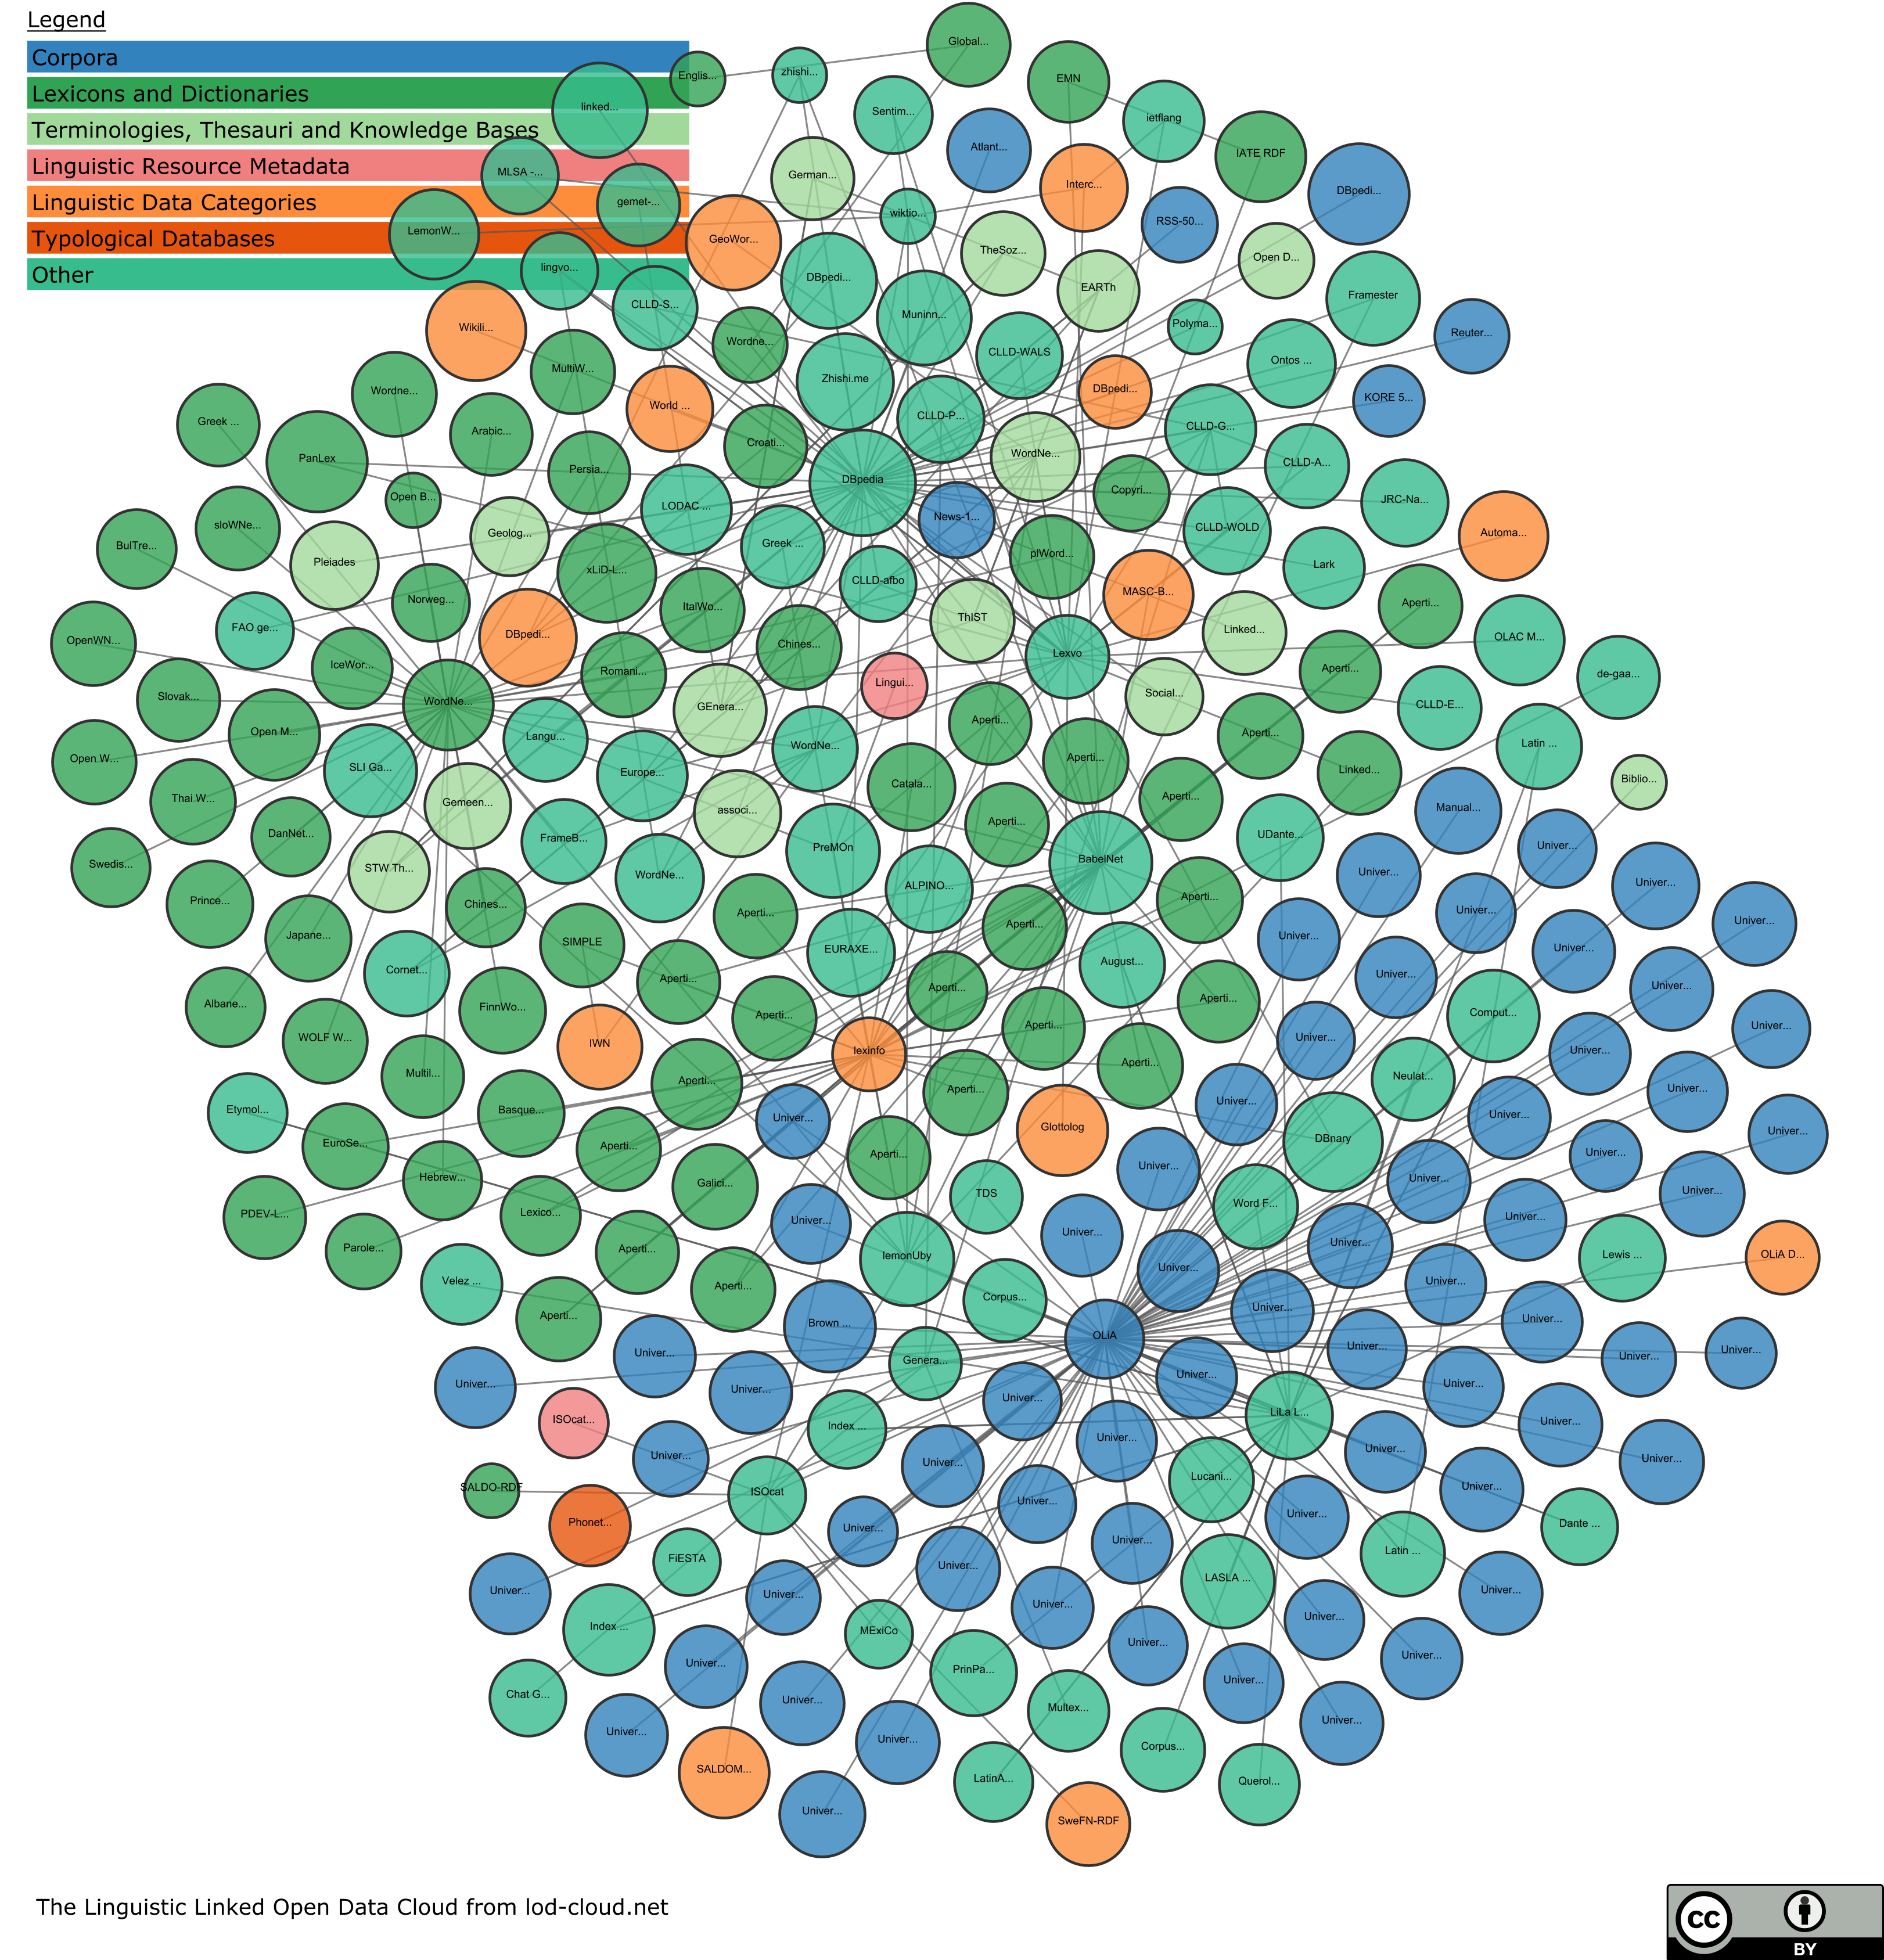 Legend
Corpora
Lexicons and Dictionaries
Terminologies, Thesauri and Knowledge Bases
Linguistic Resource Metadata
Linguistic Data Categories
Typological Databases
Other
Global...
Englis...
zhishi...
EMN
linked...
Sentim...
ietflang
Atlant...
IATE RDF
MLSA -...
German...
Interc...
DBpedi...
gemet-...
wiktio...
RSS-50...
LemonW...
GeoWor...
TheSoz...
Open D...
lingvo...
DBpedi...
EARTh
Framester
CLLD-S...
Muninn...
Polyma...
Wikili...
Wordne...
CLLD-WALS
Ontos ...
Reuter...
MultiW...
Zhishi.me
DBpedi...
KORE 5...
Wordne...
World ...
CLLD-P...
CLLD-G...
Greek ...
Arabic...
Croati...
WordNe...
CLLD-A...
PanLex
Persia...
DBpedia
Copyri...
JRC-Na...
Open B...
LODAC ...
News-1...
CLLD-WOLD
sloWNe...
Geolog...
Greek ...
plWord...
Automa...
BulTre...
Pleiades
xLiD-L...
CLLD-afbo
MASC-B...
Lark
Norweg...
ItalWo...
ThIST
Linked...
Aperti...
FAO ge...
DBpedi...
Chines...
Lexvo
OLAC M...
OpenWN...
IceWor...
Romani...
Lingui...
Social...
Aperti...
de-gaa...
Slovak...
WordNe...
GEnera...
Aperti...
CLLD-E...
Open M...
Langu...
WordNe...
Aperti...
Aperti...
Latin ...
Open W...
SLI Ga...
Europe...
Catala...
Linked...
Biblio...
Thai W...
Gemeen...
associ...
Aperti...
Aperti...
Manual...
DanNet...
FrameB...
PreMOn
UDante...
Univer...
Swedis...
STW Th...
WordNe...
ALPINO...
BabelNet
Univer...
Univer...
Prince...
Chines...
Aperti...
Aperti...
Aperti...
Univer...
Univer...
Japane...
SIMPLE
EURAXE...
August...
Univer...
Univer...
Cornet...
Aperti...
Aperti...
Aperti...
Univer...
Univer...
Albane...
FinnWo...
Aperti...
Aperti...
Comput...
Univer...
WOLF W...
IWN
lexinfo
Aperti...
Univer...
Univer...
Multil...
Aperti...
Aperti...
Neulat...
Univer...
Etymol...
Basque...
Univer...
Glottolog
Univer...
Univer...
Univer...
EuroSe...
Aperti...
Aperti...
Univer...
DBnary
Univer...
Hebrew...
Galici...
TDS
Word F...
Univer...
Univer...
PDEV-L...
Lexico...
Univer...
Univer...
Univer...
Univer...
Parole...
Aperti...
lemonUby
Univer...
Lewis ...
OLiA D...
Velez ...
Aperti...
Corpus...
Univer...
Univer...
Aperti...
Brown ...
OLiA
Univer...
Univer...
Univer...
Genera...
Univer...
Univer...
Univer...
Univer...
Univer...
Univer...
Univer...
ISOcat...
Index ...
Univer...
LiLa L...
Univer...
Univer...
Univer...
Univer...
Univer...
Univer...
SALDO-RDF
ISOcat
Univer...
Lucani...
Univer...
Phonet...
Univer...
Univer...
Univer...
Dante ...
FiESTA
Univer...
LASLA ...
Latin ...
Univer...
Univer...
Univer...
Univer...
Index ...
MExiCo
Univer...
Univer...
Univer...
Chat G...
Univer...
PrinPa...
Univer...
Univer...
Univer...
Univer...
Multex...
Univer...
SALDOM...
Univer...
Corpus...
Univer...
LatinA...
Querol...
SweFN-RDF
The Linguistic Linked Open Data Cloud from lod-cloud.net
cc
BY